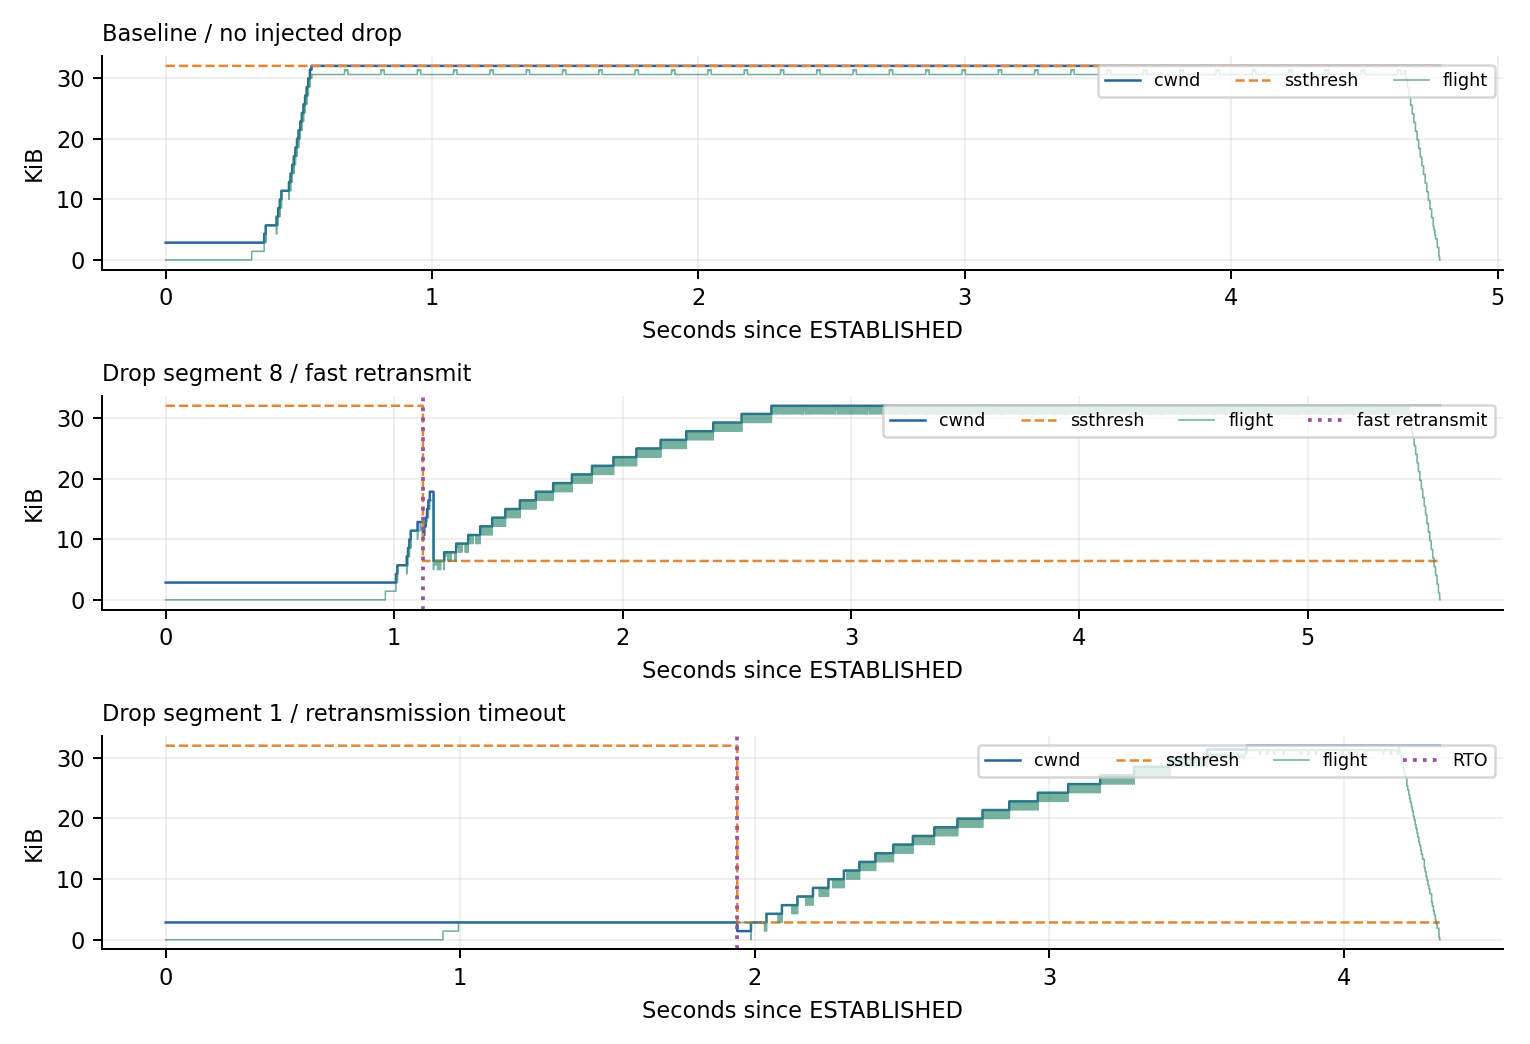 Baseline / no injected drop
KiB
30
20
10
0
cwnd ssthresh flight
0 1 2 3 4 5
Seconds since ESTABLISHED
Drop segment 8 / fast retransmit
KiB
30
20
10
0
cwnd ssthresh flight fast retransmit
0 1 2 3 4 5
Seconds since ESTABLISHED
Drop segment 1 / retransmission timeout
KiB
30
20
10
0
cwnd ssthresh flight RTO
0 1 2 3 4
Seconds since ESTABLISHED